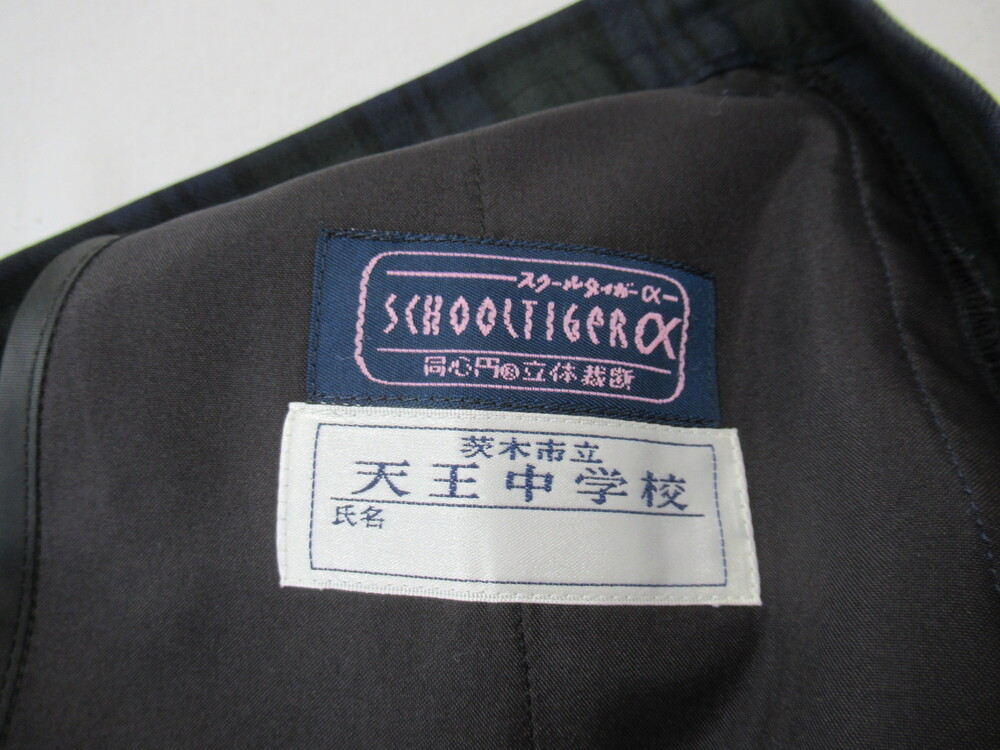 スクールタイガーα
SCHOOLTIGERα
同心円®立体裁断
茨木市立
天王中学校
氏名